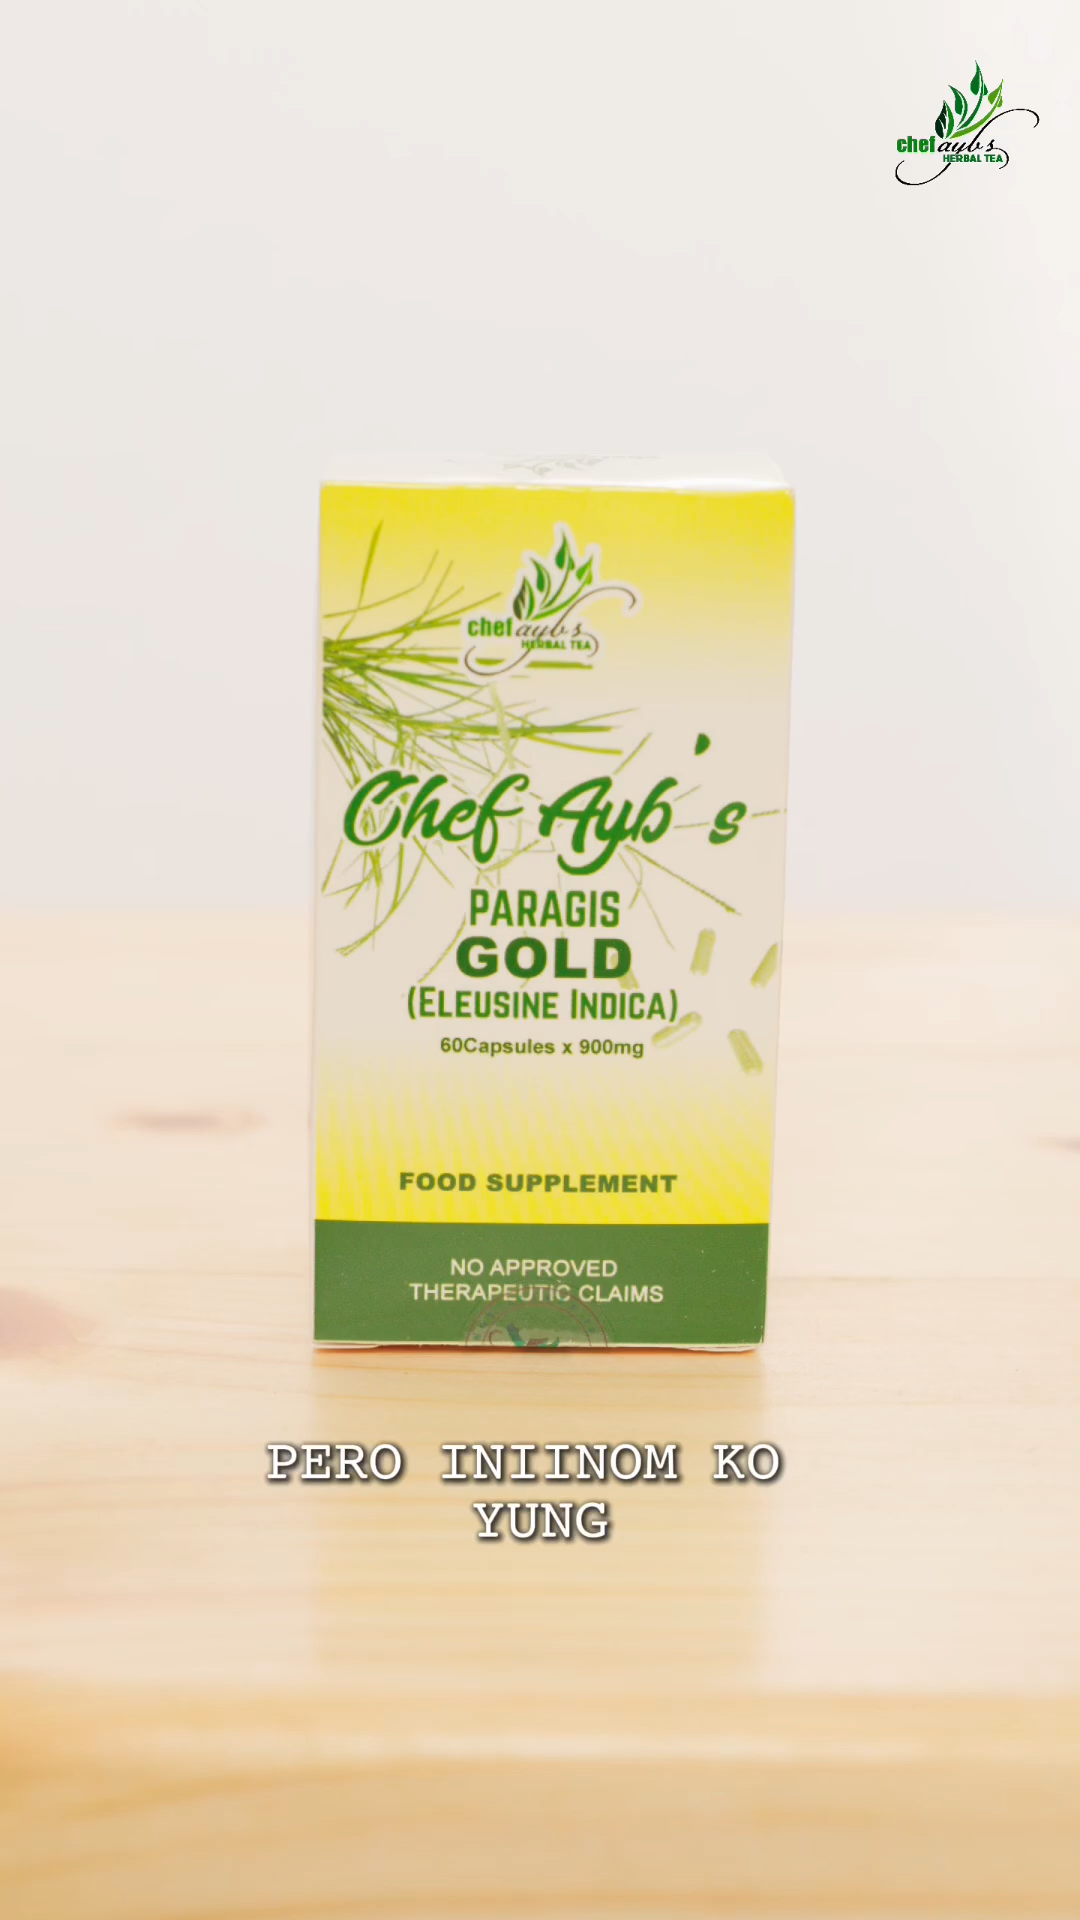 chef ayb's
HERBAL TEA
chef ayb's
HERBAL TEA
Chef Ayb's
PARAGIS
GOLD
(ELEUSINE INDICA)
60Capsules x 900mg
FOOD SUPPLEMENT
NO APPROVED
THERAPEUTIC CLAIMS
PERO INIINOM KO
YUNG